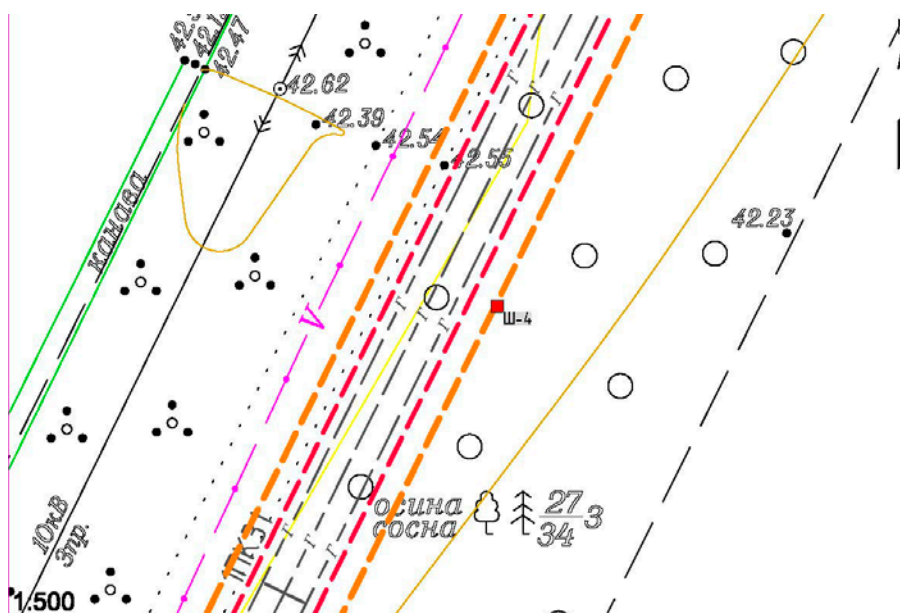 42.47
42.62
42.39
42.54
42.55
42.23
канава
V
Ш-4
г
г
г
г
г
г
г
г
г
г
осина
сосна
27
34
3
ПК31
10кВ
3пр.
1:500